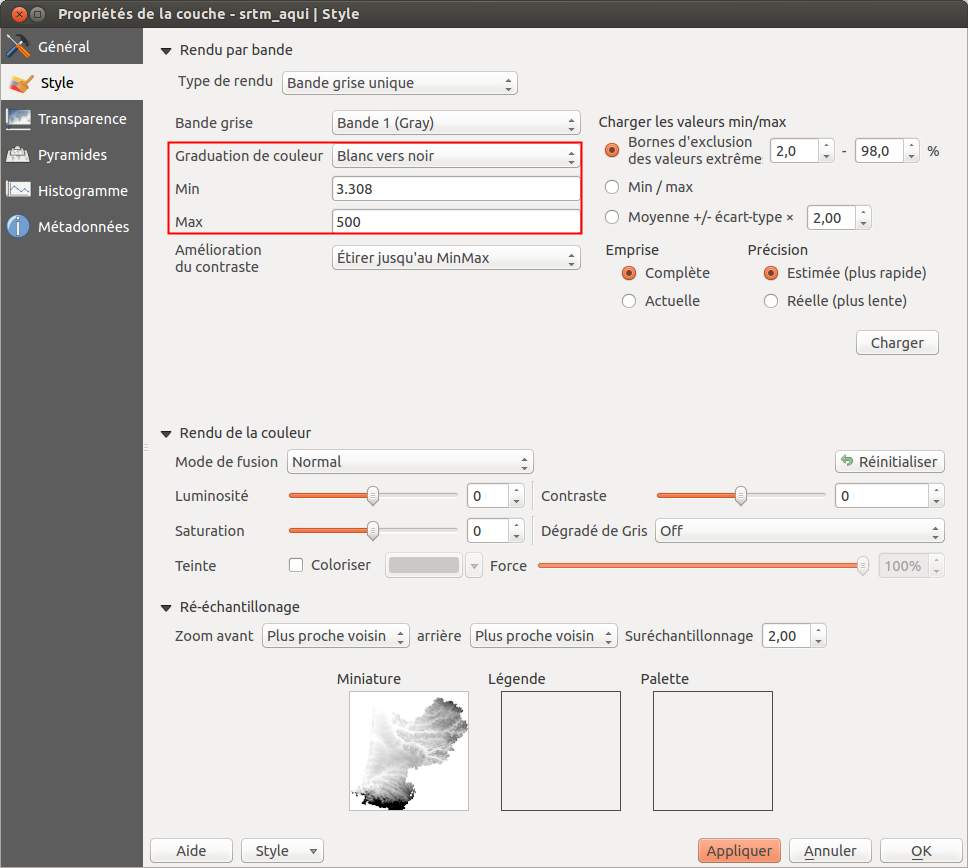 Propriétés de la couche - srtm_aqui | Style
Général
Style
Transparence
Pyramides
Histogramme
Métadonnées
Rendu par bande
Type de rendu Bande grise unique
Bande grise Bande 1 (Gray)
Graduation de couleur Blanc vers noir
Min 3.308
Max 500
Amélioration
du contraste Étirer jusqu'au MinMax
Charger les valeurs min/max
Bornes d'exclusion
des valeurs extrême 2,0 - 98,0 %
Min / max
Moyenne +/- écart-type × 2,00
Emprise Précision
Complète Estimée (plus rapide)
Actuelle Réelle (plus lente)
Charger
Rendu de la couleur
Mode de fusion Normal Réinitialiser
Luminosité 0 Contraste 0
Saturation 0 Dégradé de Gris Off
Teinte Coloriser Force 100%
Ré-échantillonage
Zoom avant Plus proche voisin arrière Plus proche voisin Suréchantillonnage 2,00
Miniature Légende Palette
Aide Style Appliquer Annuler OK